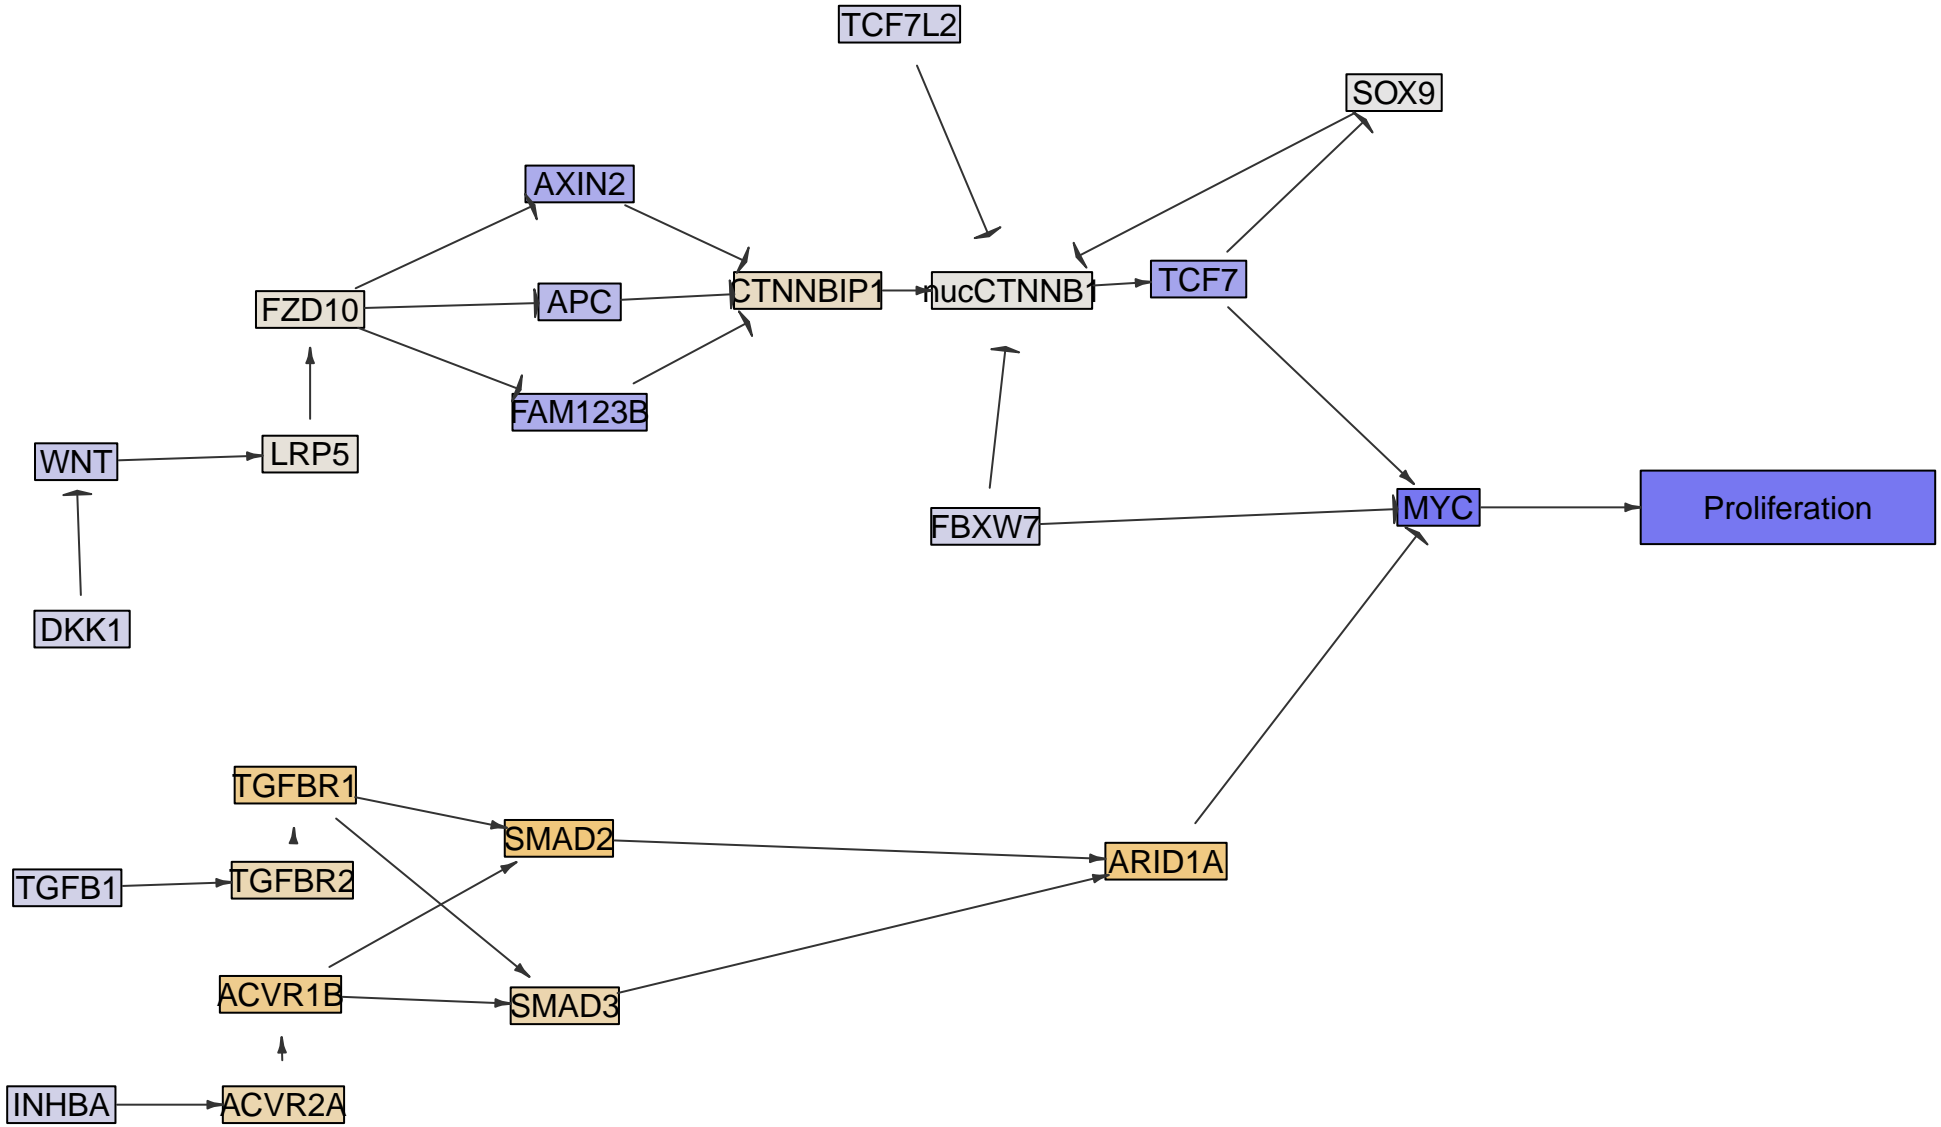 TCF7L2
SOX9
AXIN2
CTNNBIP1
nucCTNNB1
TCF7
APC
FZD10
FAM123B
WNT
LRP5
FBXW7
MYC
Proliferation
DKK1
TGFBR1
SMAD2
ARID1A
TGFB1
TGFBR2
ACVR1B
SMAD3
INHBA
ACVR2A